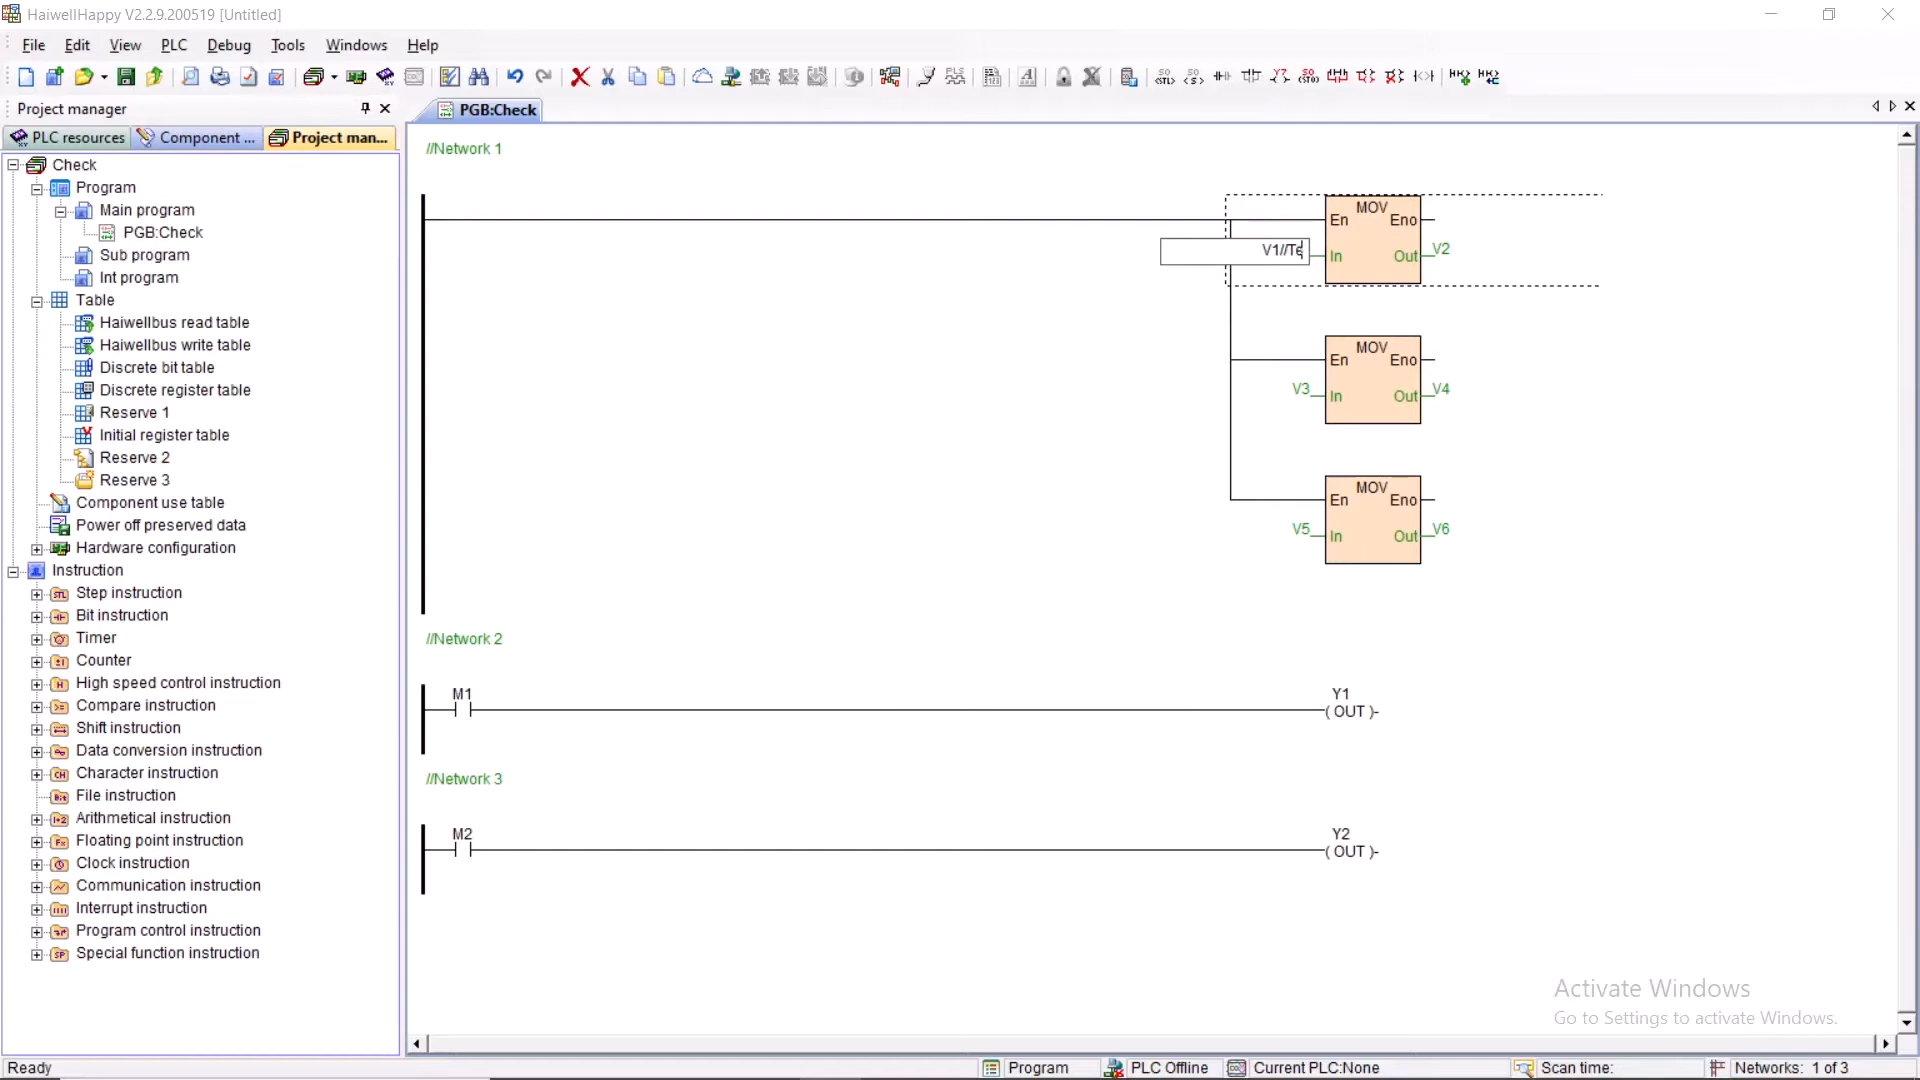 HaiwellHappy V2.2.9.200519 [Untitled]
File Edit View PLC Debug Tools Windows Help
Project manager
PLC resources Component ... Project man...
PGB:Check
Check
Program
Main program
PGB:Check
Sub program
Int program
Table
Haiwellbus read table
Haiwellbus write table
Discrete bit table
Discrete register table
Reserve 1
Initial register table
Reserve 2
Reserve 3
Component use table
Power off preserved data
Hardware configuration
Instruction
Step instruction
Bit instruction
Timer
Counter
High speed control instruction
Compare instruction
Shift instruction
Data conversion instruction
Character instruction
File instruction
Arithmetical instruction
Floating point instruction
Clock instruction
Communication instruction
Interrupt instruction
Program control instruction
Special function instruction
//Network 1
MOV
En Eno
V1//Te In Out V2
MOV
En Eno
V3 In Out V4
MOV
En Eno
V5 In Out V6
//Network 2
M1 Y1
( OUT )-
//Network 3
M2 Y2
( OUT )-
Activate Windows
Go to Settings to activate Windows.
Ready Program PLC Offline Current PLC:None Scan time: Networks: 1 of 3